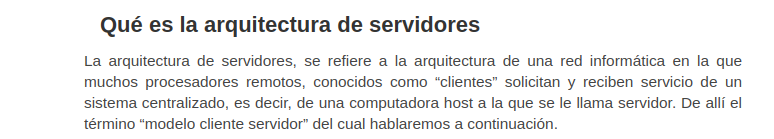 Qué es la arquitectura de servidores
La arquitectura de servidores, se refiere a la arquitectura de una red informática en la que
muchos procesadores remotos, conocidos como “clientes” solicitan y reciben servicio de un
sistema centralizado, es decir, de una computadora host a la que se le llama servidor. De allí el
término “modelo cliente servidor” del cual hablaremos a continuación.